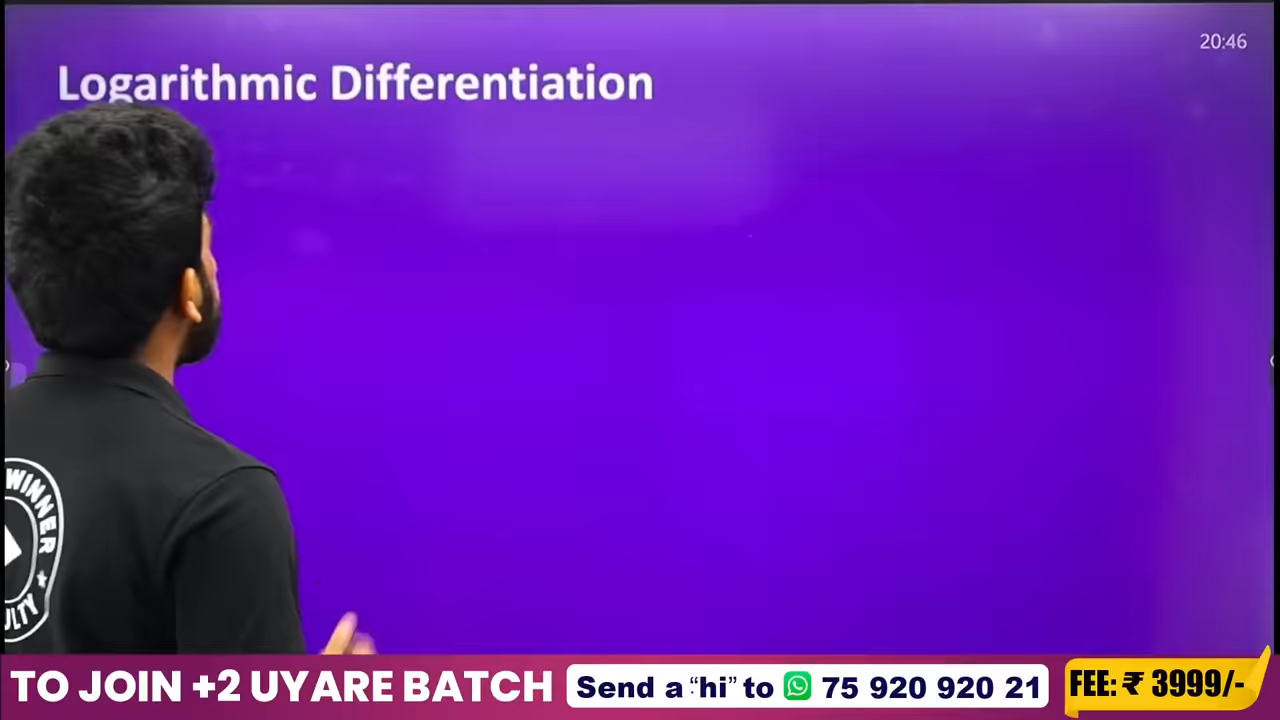 20:46
Logarithmic Differentiation
WINNER
ULTY
TO JOIN +2 UYARE BATCH
Send a “hi” to 75 920 920 21
FEE: ₹ 3999/-